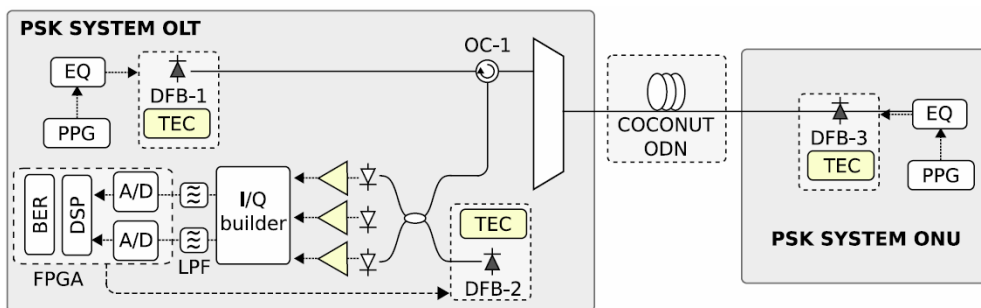 PSK SYSTEM OLT
OC-1
EQ
DFB-1
TEC
PPG
COCONUT
ODN
DFB-3
TEC
EQ
PPG
PSK SYSTEM ONU
BER
DSP
A/D
A/D
FPGA
LPF
I/Q
builder
TEC
DFB-2